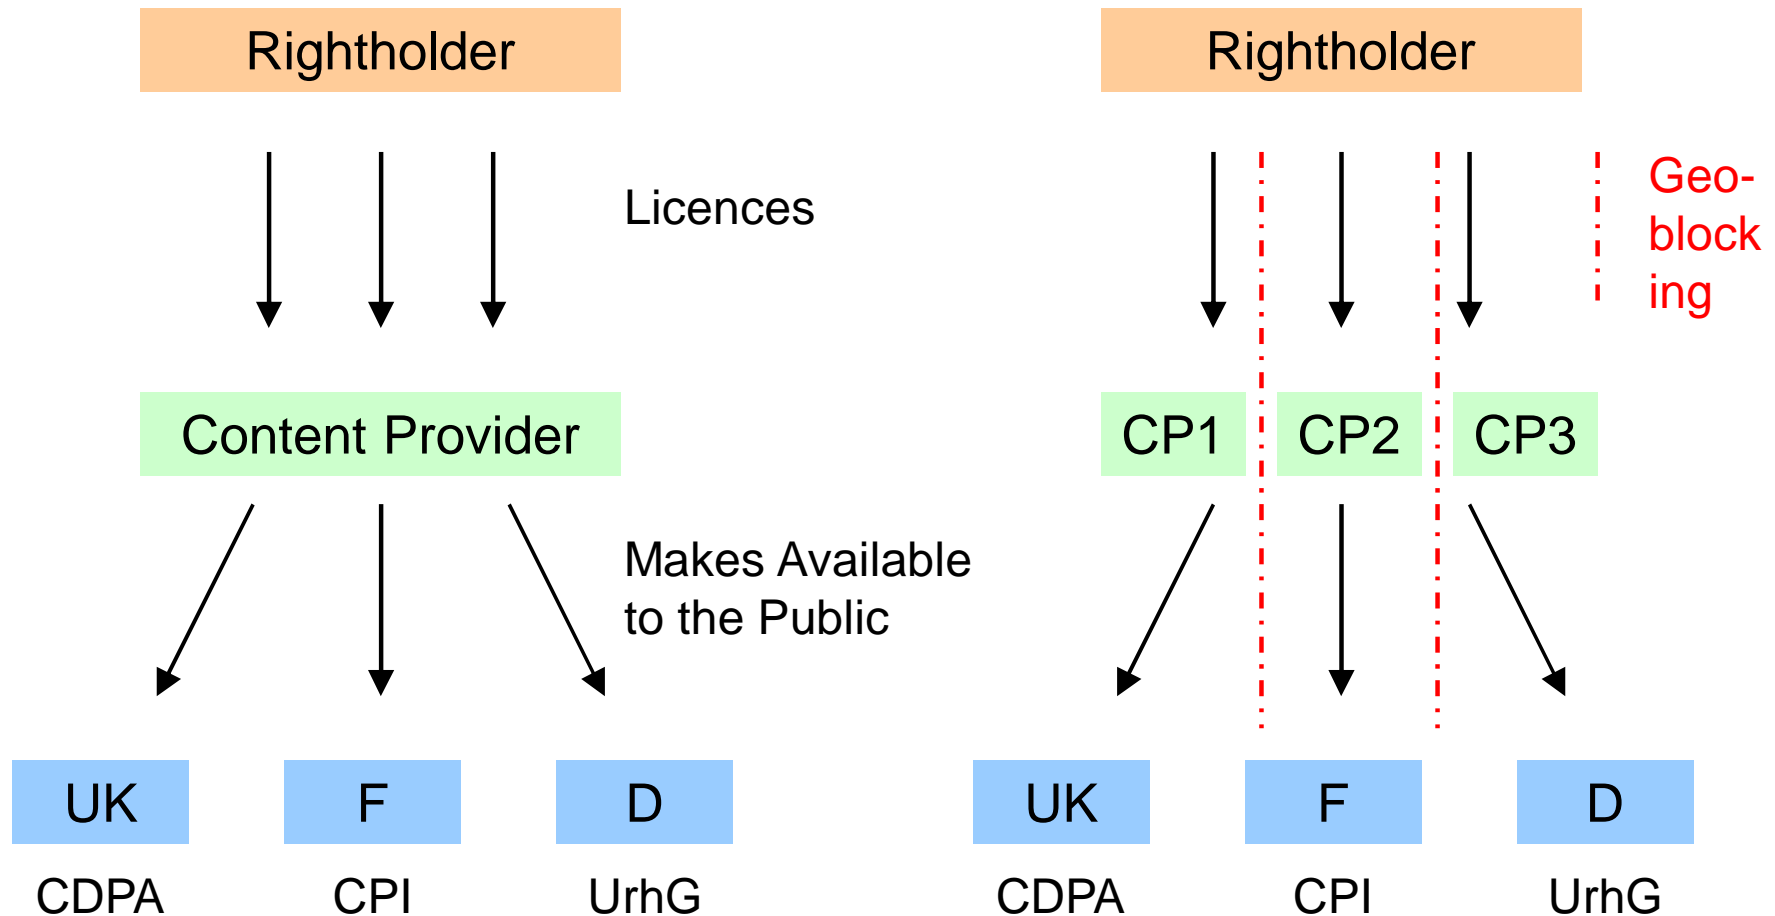 Rightholder
Licences
Content Provider
Makes Available
to the Public
UK
F
D
CDPA
CPI
UrhG
Rightholder
Geo-
block
ing
CP1
CP2
CP3
UK
F
D
CDPA
CPI
UrhG